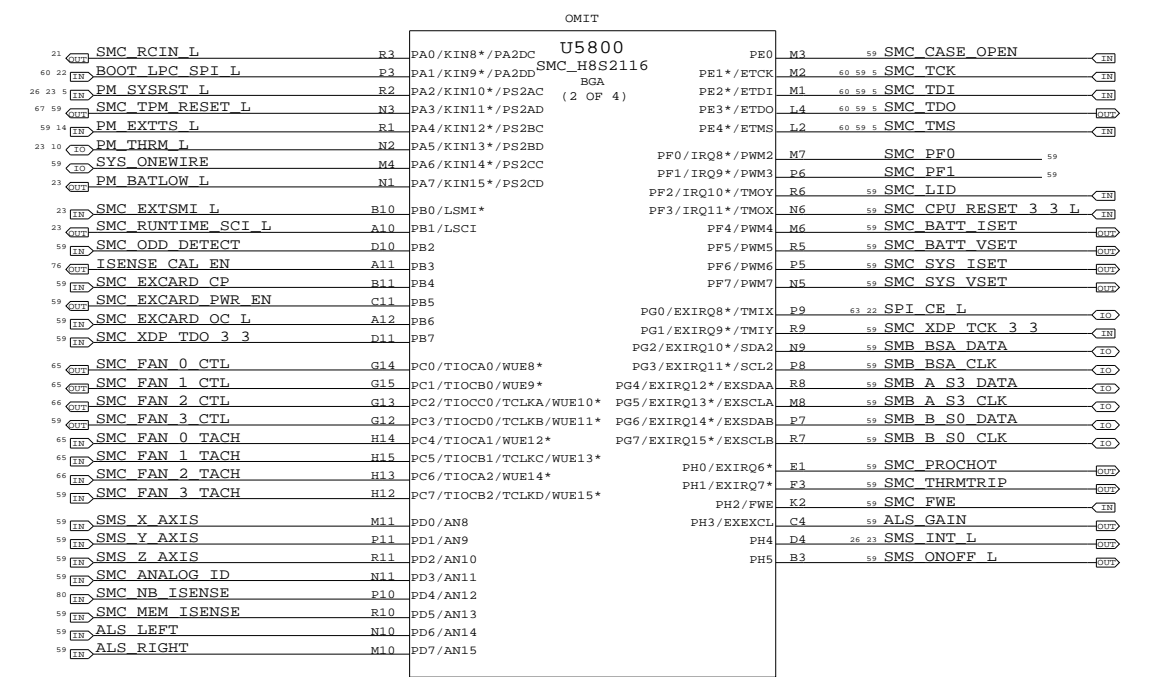 OMIT
U5800
SMC_H8S2116
BGA
(2 OF 4)
21 OUT SMC_RCIN_L R3 PA0/KIN8*/PA2DC
60 22 IN BOOT_LPC_SPI_L P3 PA1/KIN9*/PA2DD
26 23 5 IN PM_SYSRST_L R2 PA2/KIN10*/PS2AC
67 59 OUT SMC_TPM_RESET_L N3 PA3/KIN11*/PS2AD
59 14 IN PM_EXTTS_L R1 PA4/KIN12*/PS2BC
23 10 IO PM_THRM_L N2 PA5/KIN13*/PS2BD
59 IO SYS_ONEWIRE M4 PA6/KIN14*/PS2CC
23 OUT PM_BATLOW_L N1 PA7/KIN15*/PS2CD
23 IN SMC_EXTSMI_L B10 PB0/LSMI*
23 OUT SMC_RUNTIME_SCI_L A10 PB1/LSCI
59 IN SMC_ODD_DETECT D10 PB2
76 OUT ISENSE_CAL_EN A11 PB3
59 IN SMC_EXCARD_CP B11 PB4
59 OUT SMC_EXCARD_PWR_EN C11 PB5
59 IN SMC_EXCARD_OC_L A12 PB6
59 IN SMC_XDP_TDO_3_3 D11 PB7
65 OUT SMC_FAN_0_CTL G14 PC0/TIOCA0/WUE8*
65 OUT SMC_FAN_1_CTL G15 PC1/TIOCB0/WUE9*
66 OUT SMC_FAN_2_CTL G13 PC2/TIOCC0/TCLKA/WUE10*
59 OUT SMC_FAN_3_CTL G12 PC3/TIOCD0/TCLKB/WUE11*
65 IN SMC_FAN_0_TACH H14 PC4/TIOCA1/WUE12*
65 IN SMC_FAN_1_TACH H15 PC5/TIOCB1/TCLKC/WUE13*
66 IN SMC_FAN_2_TACH H13 PC6/TIOCA2/WUE14*
59 IN SMC_FAN_3_TACH H12 PC7/TIOCB2/TCLKD/WUE15*
59 IN SMS_X_AXIS M11 PD0/AN8
59 IN SMS_Y_AXIS P11 PD1/AN9
59 IN SMS_Z_AXIS R11 PD2/AN10
59 IN SMC_ANALOG_ID N11 PD3/AN11
80 IN SMC_NB_ISENSE P10 PD4/AN12
59 IN SMC_MEM_ISENSE R10 PD5/AN13
59 IN ALS_LEFT N10 PD6/AN14
59 IN ALS_RIGHT M10 PD7/AN15
PE0 M3 59 SMC_CASE_OPEN IN
PE1*/ETCK M2 60 59 5 SMC_TCK IN
PE2*/ETDI M1 60 59 5 SMC_TDI IN
PE3*/ETDO L4 60 59 5 SMC_TDO OUT
PE4*/ETMS L2 60 59 5 SMC_TMS IN
PF0/IRQ8*/PWM2 M7 SMC_PF0 59
PF1/IRQ9*/PWM3 P6 SMC_PF1 59
PF2/IRQ10*/TMOY R6 59 SMC_LID IN
PF3/IRQ11*/TMOX N6 59 SMC_CPU_RESET_3_3_L IN
PF4/PWM4 M6 59 SMC_BATT_ISET OUT
PF5/PWM5 R5 59 SMC_BATT_VSET OUT
PF6/PWM6 P5 59 SMC_SYS_ISET OUT
PF7/PWM7 N5 59 SMC_SYS_VSET OUT
PG0/EXIRQ8*/TMIX P9 63 22 SPI_CE_L IO
PG1/EXIRQ9*/TMIY R9 59 SMC_XDP_TCK_3_3 IN
PG2/EXIRQ10*/SDA2 N9 59 SMB_BSA_DATA IO
PG3/EXIRQ11*/SCL2 P8 59 SMB_BSA_CLK IO
PG4/EXIRQ12*/EXSDAA R8 59 SMB_A_S3_DATA IO
PG5/EXIRQ13*/EXSCLA M8 59 SMB_A_S3_CLK IO
PG6/EXIRQ14*/EXSDAB P7 59 SMB_B_S0_DATA IO
PG7/EXIRQ15*/EXSCLB R7 59 SMB_B_S0_CLK IO
PH0/EXIRQ6* E1 59 SMC_PROCHOT OUT
PH1/EXIRQ7* F3 59 SMC_THRMTRIP OUT
PH2/FWE K2 59 SMC_FWE IN
PH3/EXEXCL C4 59 ALS_GAIN OUT
PH4 D4 26 23 SMS_INT_L OUT
PH5 B3 59 SMS_ONOFF_L OUT